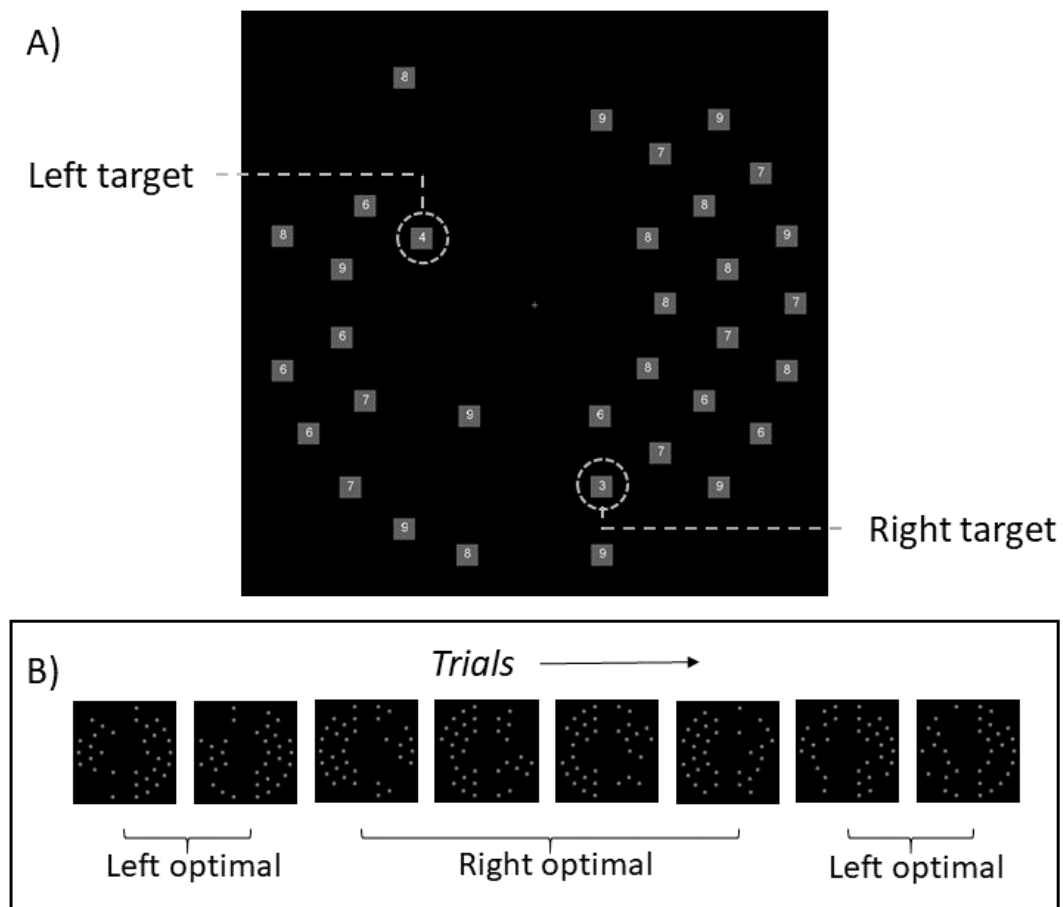 A)
8
9 9
7
7
Left target
6 8
8 4 8 9
9 8
8 7
6 7
6 8 8
7 6
9 6
6 6
7
7 3 9
9
Right target
8 9
B)
Trials
Left optimal Right optimal Left optimal